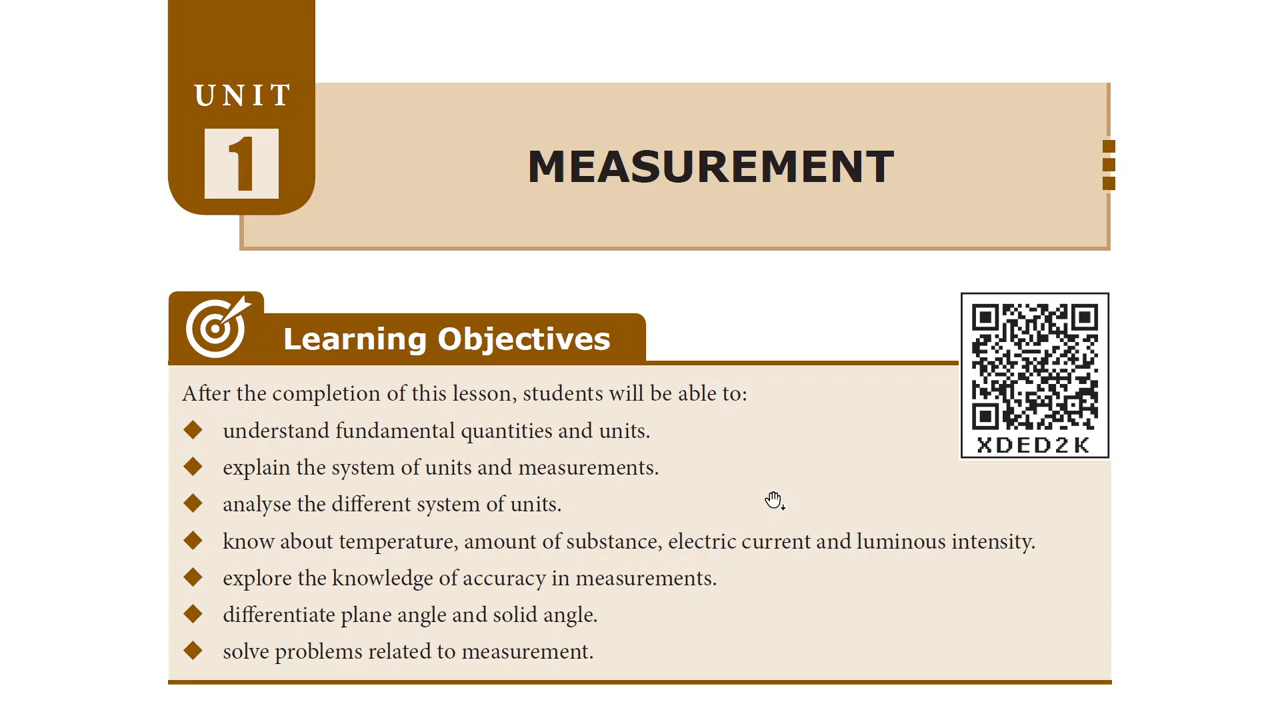 UNIT
1
MEASUREMENT
Learning Objectives
XDED2K
After the completion of this lesson, students will be able to:
understand fundamental quantities and units.
explain the system of units and measurements.
analyse the different system of units.
know about temperature, amount of substance, electric current and luminous intensity.
explore the knowledge of accuracy in measurements.
differentiate plane angle and solid angle.
solve problems related to measurement.